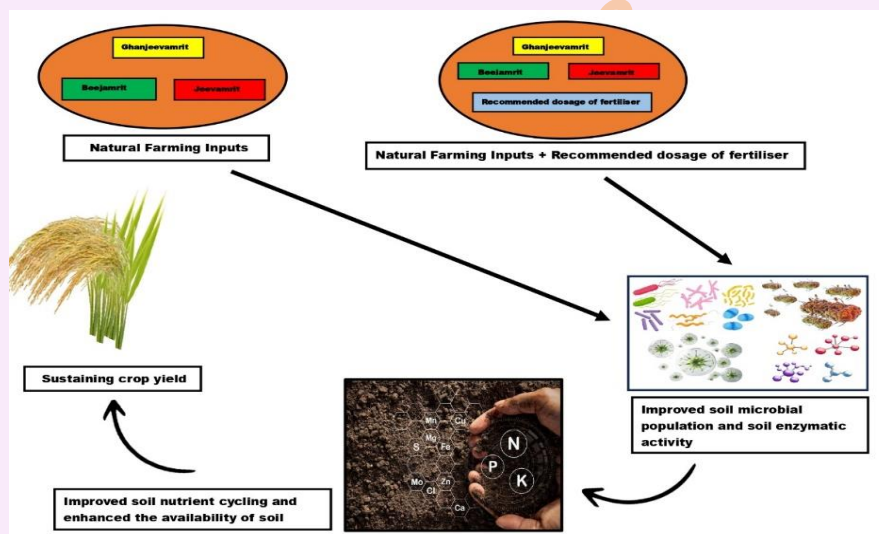 Ghanjeevamrit
Beejamrit
Jeevamrit
Natural Farming Inputs
Ghanjeevamrit
Beejamrit
Jeevamrit
Recommended dosage of fertiliser
Natural Farming Inputs + Recommended dosage of fertiliser
Improved soil microbial
population and soil enzymatic
activity
Mn
Cu
S
Mg
Fe
Mo
Cl
Zn
Ca
N
P
K
Improved soil nutrient cycling and
enhanced the availability of soil
Sustaining crop yield